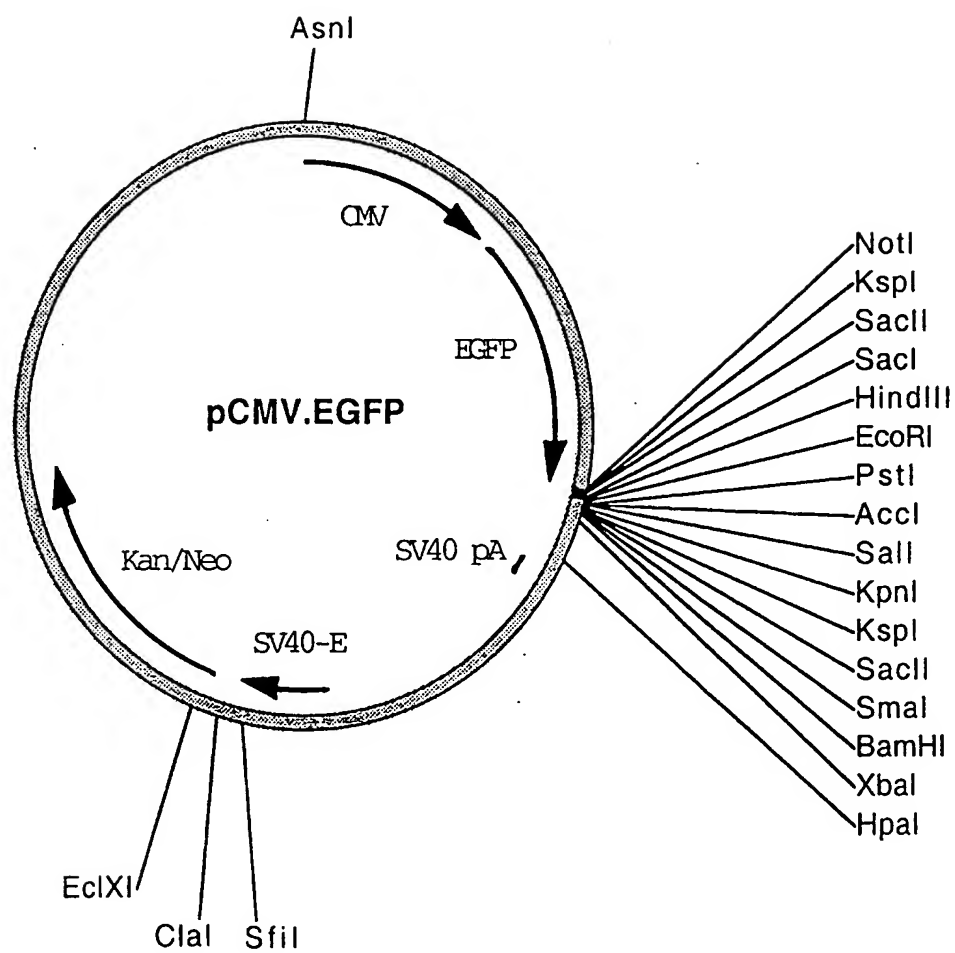 AsnI
CMV
NotI
KspI
SacII
SacI
HindIII
EGFP
EcoRI
pCMV.EGFP
PstI
AccI
SV40 pA
SalI
Kan/Neo
KpnI
KspI
SV40-E
SacII
SmaI
BamHI
XbaI
HpaI
EclXI
ClaI
SfiI